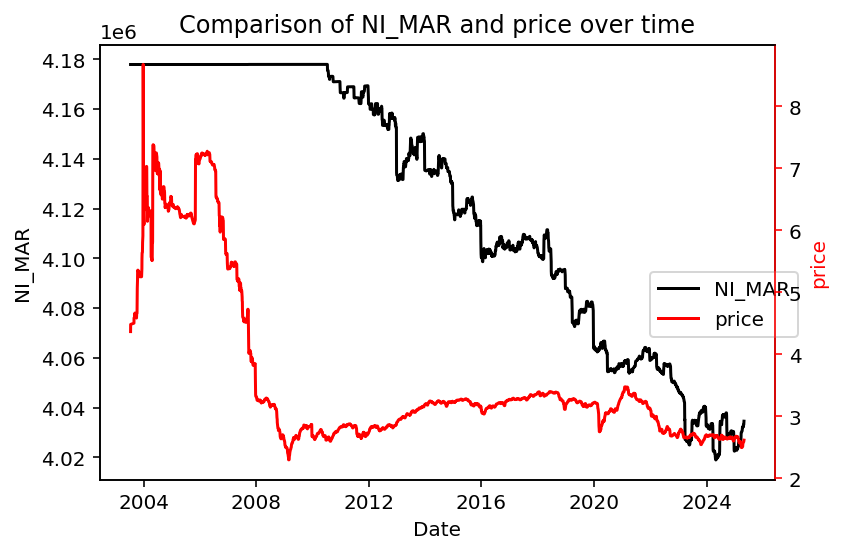 Comparison of NI_MAR and price over time
1e6
4.18
4.16
4.14
4.12
4.10
4.08
4.06
4.04
4.02
NI_MAR
8
7
6
5
4
3
2
price
NI_MAR
price
2004 2008 2012 2016 2020 2024
Date